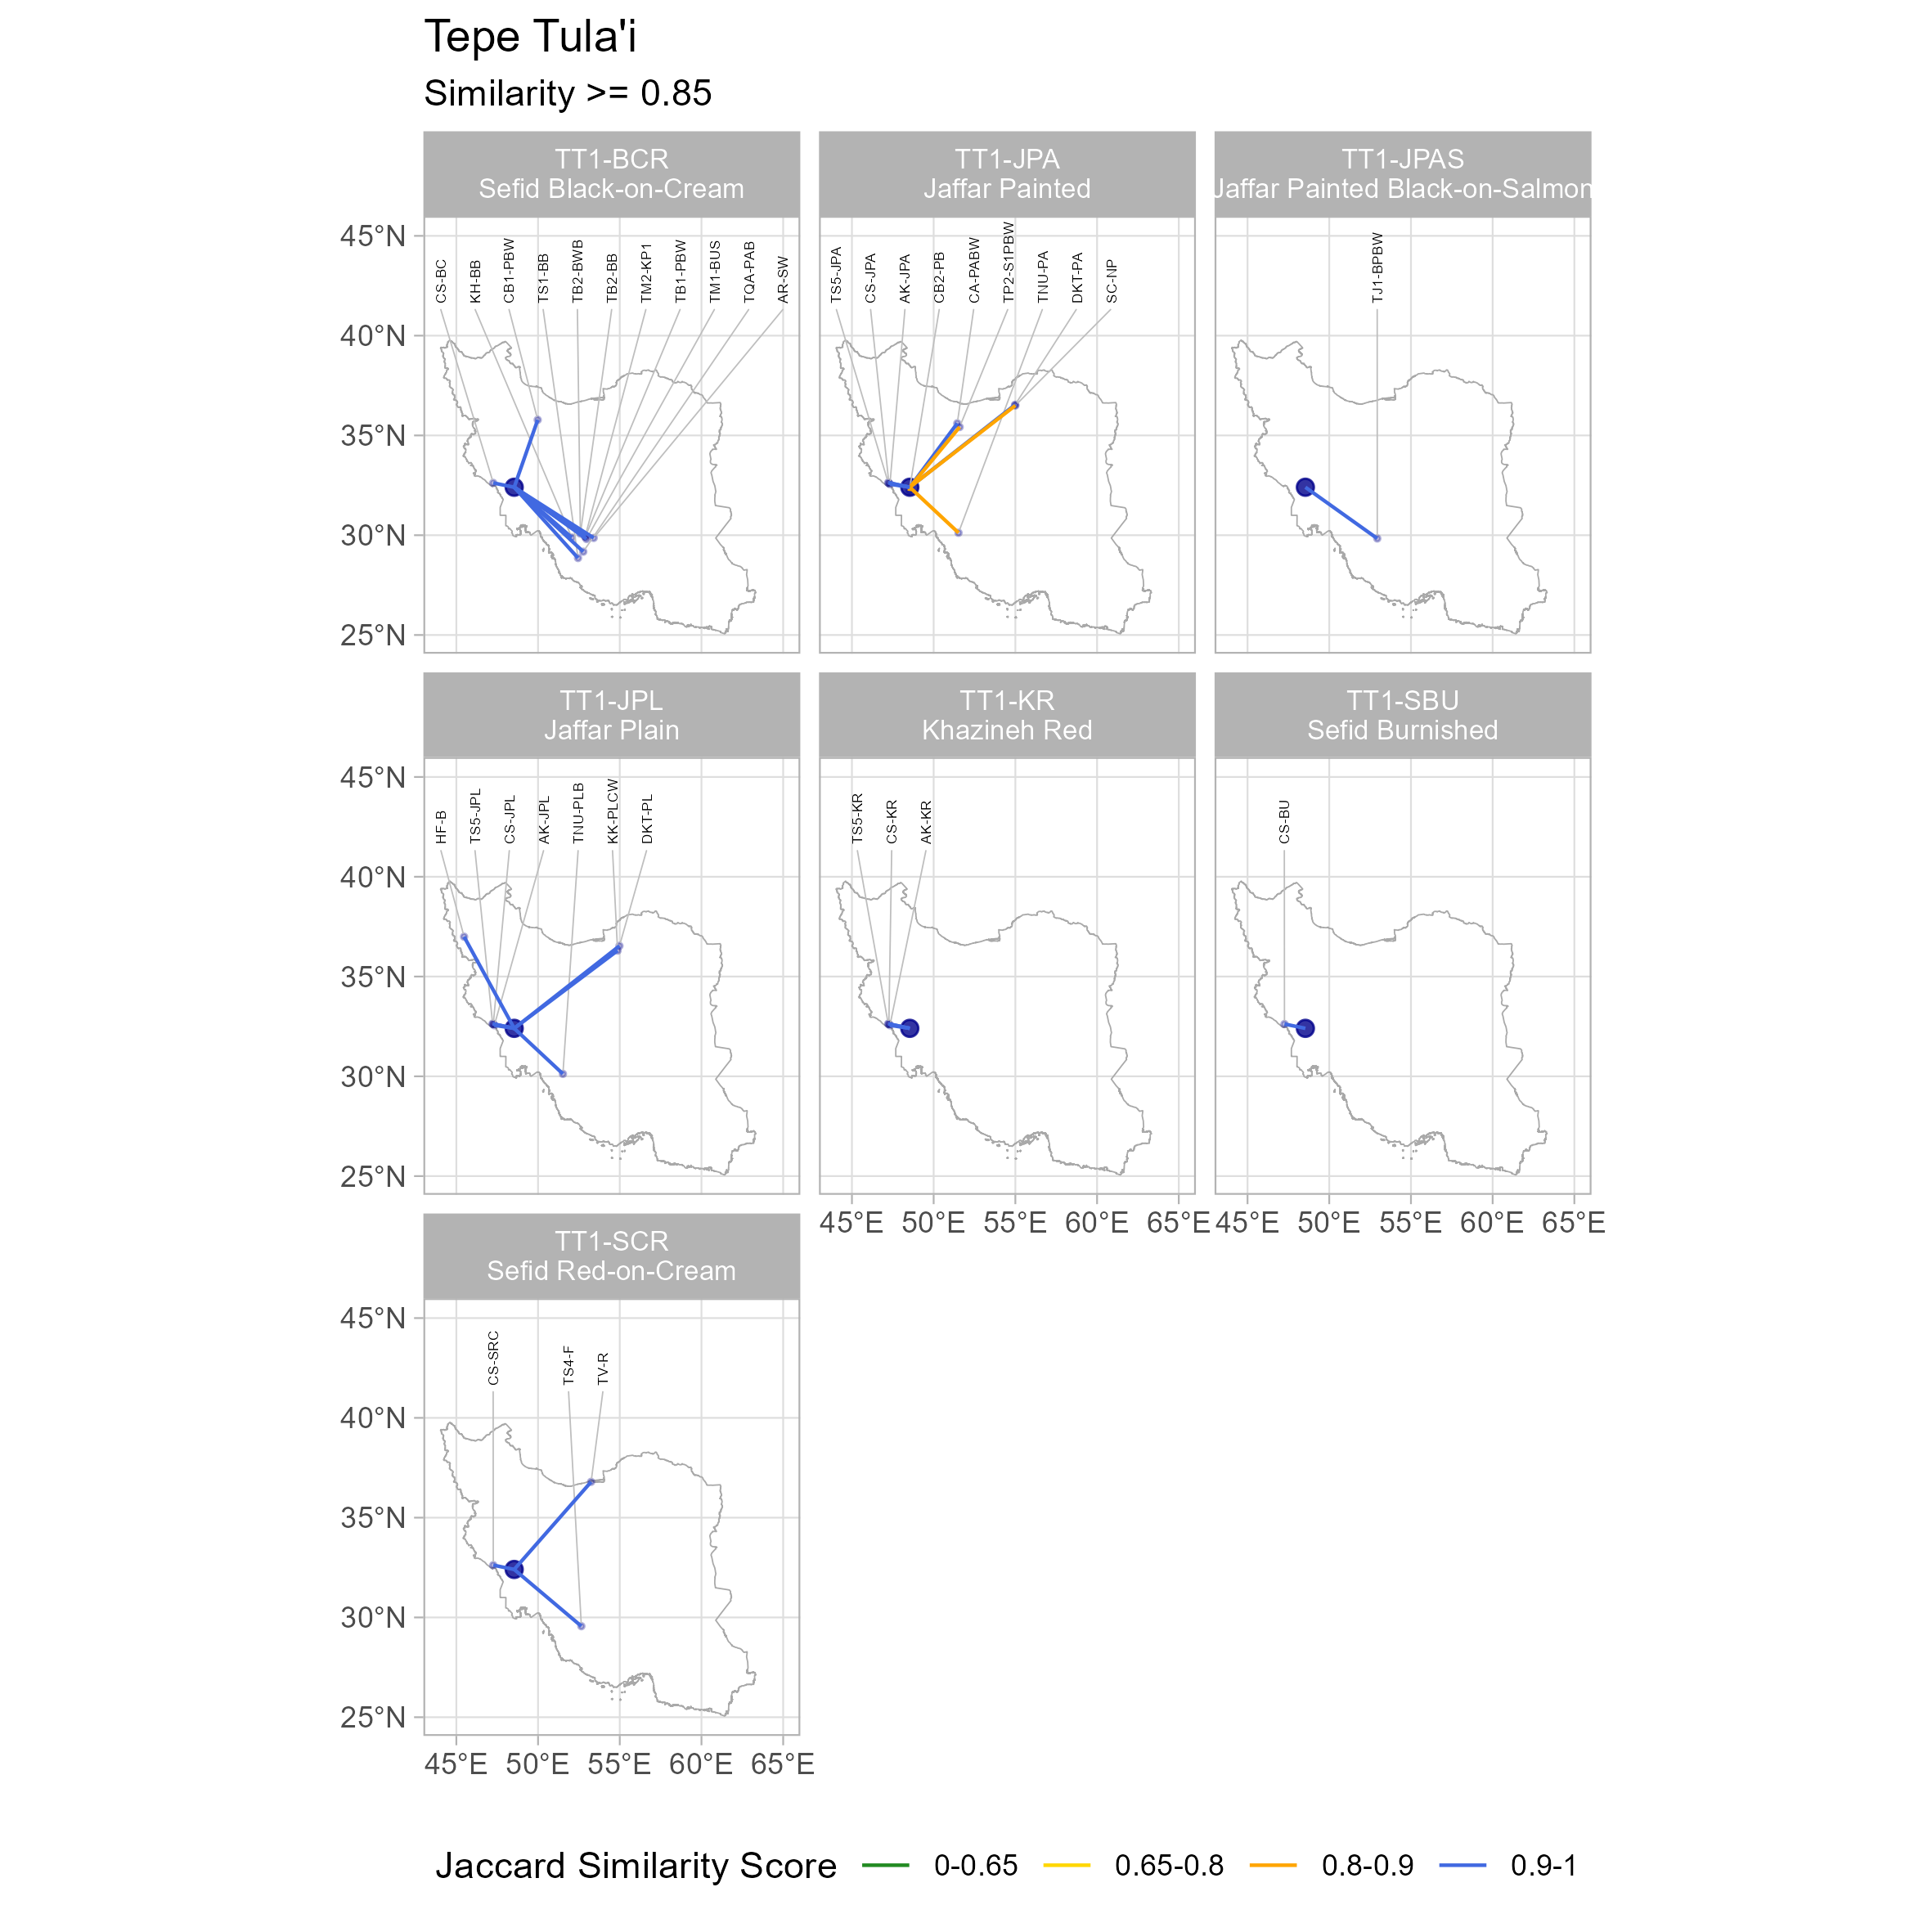 Tepe Tula'i
Similarity >= 0.85
TT1-BCR
Sefid Black-on-Cream
TT1-JPA
Jaffar Painted
TT1-JPAS
Jaffar Painted Black-on-Salmon
45°N
40°N
35°N
30°N
25°N
CS-BC
KH-BB
CB1-PBW
TS1-BB
TB2-BWB
TB2-BB
TM2-KP1
TB1-PBW
TM1-BUS
TQA-PAB
AR-SW
TS5-JPA
CS-JPA
AK-JPA
CB2-PB
CA-PABW
TP2-S1PBW
TNU-PA
DKT-PA
SC-NP
TJ1-BPBW
TT1-JPL
Jaffar Plain
TT1-KR
Khazineh Red
TT1-SBU
Sefid Burnished
45°N
40°N
35°N
30°N
25°N
HF-B
TS5-JPL
CS-JPL
AK-JPL
TNU-PLB
KK-PLCW
DKT-PL
TS5-KR
CS-KR
AK-KR
CS-BU
45°E 50°E 55°E 60°E 65°E
45°E 50°E 55°E 60°E 65°E
TT1-SCR
Sefid Red-on-Cream
45°N
40°N
35°N
30°N
25°N
CS-SRC
TS4-F
TV-R
45°E 50°E 55°E 60°E 65°E
Jaccard Similarity Score 0-0.65 0.65-0.8 0.8-0.9 0.9-1